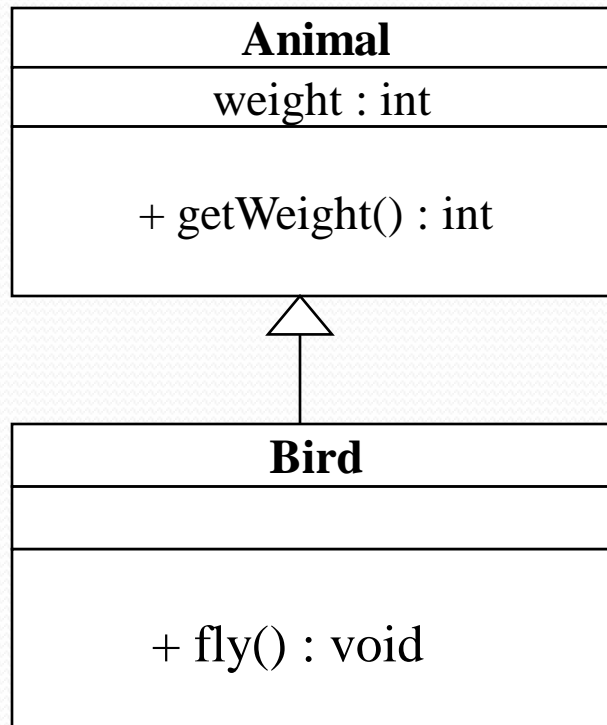 Animal
weight : int
+ getWeight() : int
Bird
+ fly() : void